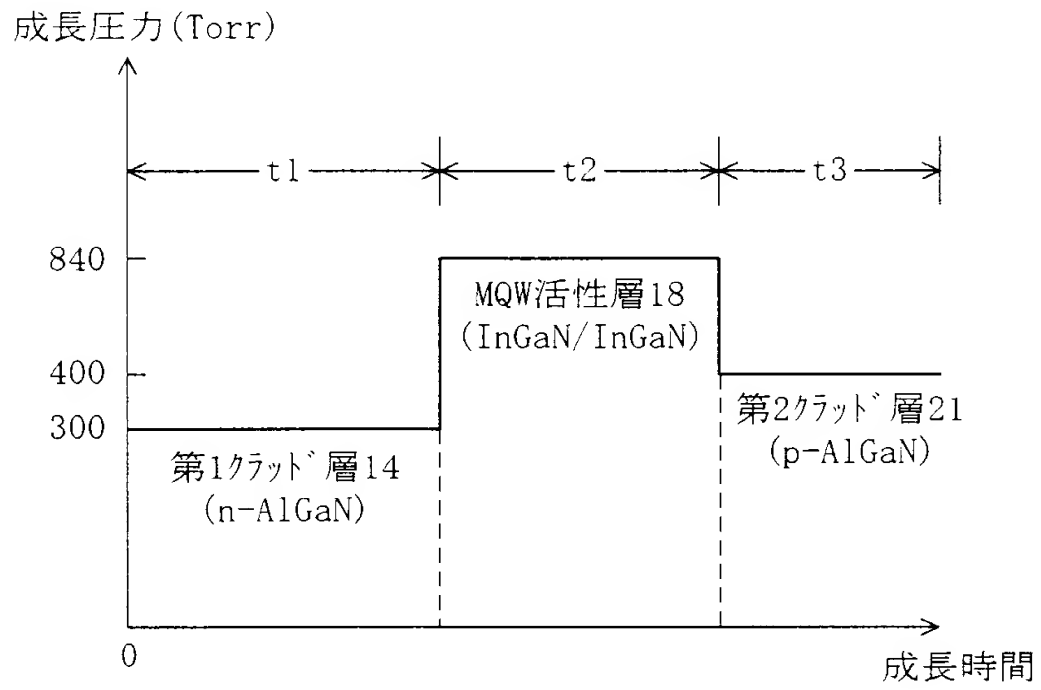 成長圧力(Torr)
t1
t2
t3
840
MQW活性層18
(InGaN/InGaN)
400
第2ｸﾗｯﾄﾞ層21
(p-AlGaN)
300
第1ｸﾗｯﾄﾞ層14
(n-AlGaN)
0
成長時間